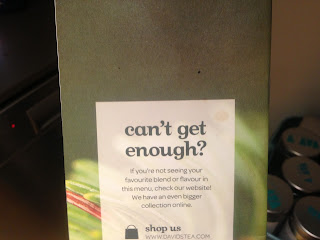 can't get
enough?
If you're not seeing your
favourite blend or flavour in
this menu, check our website!
We have an even bigger
collection online.
shop us
WWW.DAVIDSTEA.COM